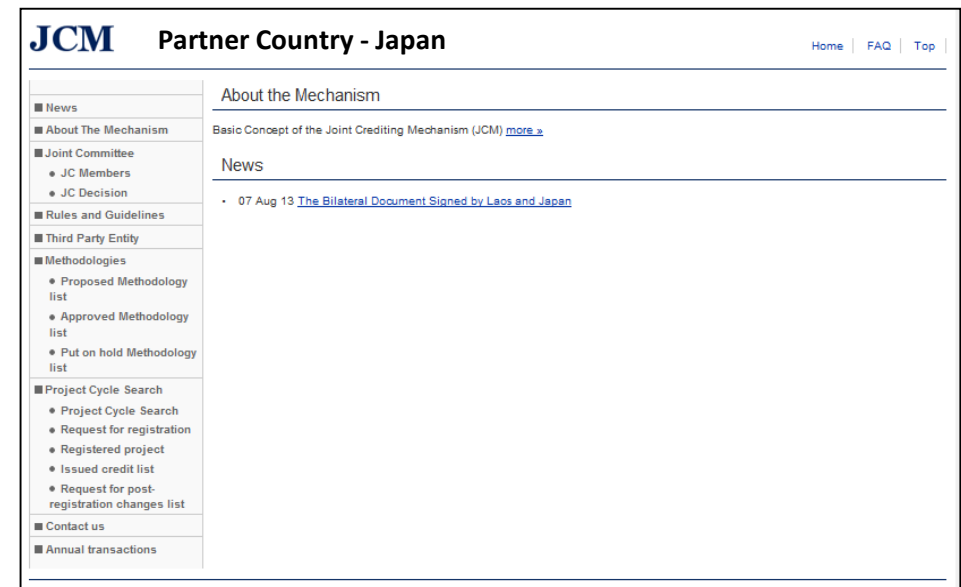 JCM Partner Country - Japan
Home FAQ Top
News
About The Mechanism
Joint Committee
JC Members
JC Decision
Rules and Guidelines
Third Party Entity
Methodologies
Proposed Methodology
list
Approved Methodology
list
Put on hold Methodology
list
Project Cycle Search
Project Cycle Search
Request for registration
Registered project
Issued credit list
Request for post-
registration changes list
Contact us
Annual transactions
About the Mechanism
Basic Concept of the Joint Crediting Mechanism (JCM) more »
News
• 07 Aug 13 The Bilateral Document Signed by Laos and Japan